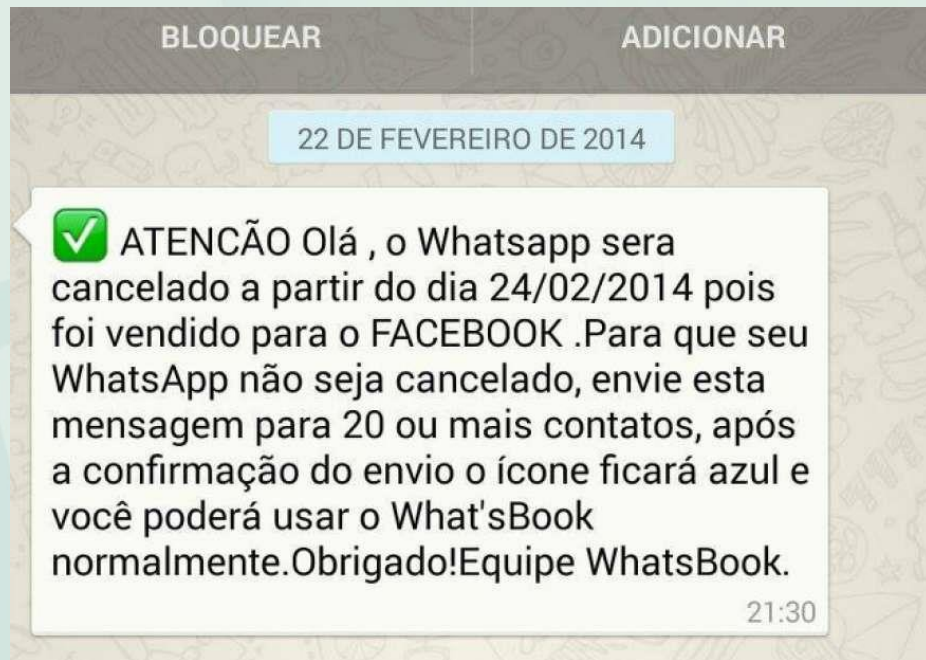 BLOQUEAR
ADICIONAR
22 DE FEVEREIRO DE 2014
✅ ATENCÃO Olá , o Whatsapp sera
cancelado a partir do dia 24/02/2014 pois
foi vendido para o FACEBOOK .Para que seu
WhatsApp não seja cancelado, envie esta
mensagem para 20 ou mais contatos, após
a confirmação do envio o ícone ficará azul e
você poderá usar o What'sBook
normalmente.Obrigado!Equipe WhatsBook.
21:30